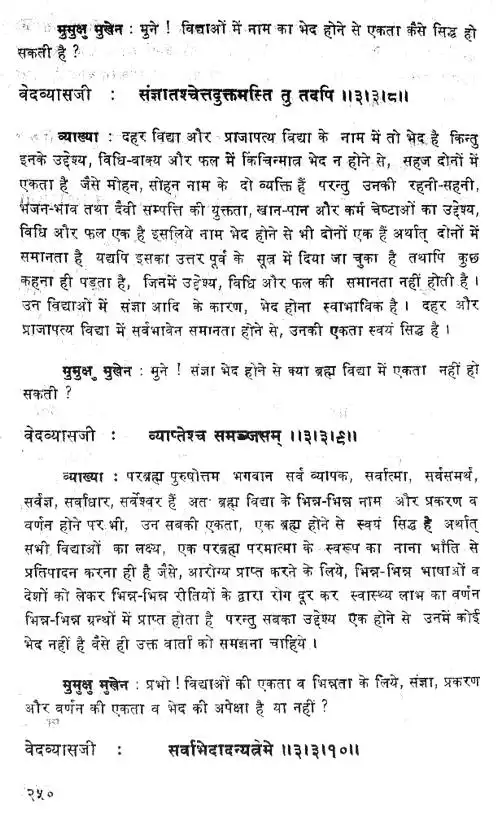 मुमुक्षु मुखेन : मुने ! विद्याओं में नाम का भेद होने से एकता कैसे सिद्ध हो
सकती है ?
वेदव्यासजी : संज्ञातश्चेत्तदुक्तमस्ति तु तदपि ॥३।३।८॥
व्याख्या : दहर विद्या और प्राजापत्य विद्या के नाम में तो भेद है किन्तु
इनके उद्देश्य, विधि-वाक्य और फल में किंचिन्मात्र भेद न होने से, सहज दोनों में
एकता है जैसे मोहन, सोहन नाम के दो व्यक्ति हैं परन्तु उनकी रहनी-सहनी,
भजन-भाव तथा दैवी सम्पत्ति की युक्तता, खान-पान और कर्म चेष्टाओं का उद्देश्य,
विधि और फल एक है इसलिये नाम भेद होने से भी दोनों एक हैं अर्थात् दोनों में
समानता है यद्यपि इसका उत्तर पूर्व के सूत्र में दिया जा चुका है तथापि कुछ
कहना ही पड़ता है, जिनमें उद्देश्य, विधि और फल की समानता नहीं होती है ।
उन विद्याओं में संज्ञा आदि के कारण, भेद होना स्वाभाविक है । दहर और
प्राजापत्य विद्या में सर्वभावेन समानता होने से, उनकी एकता स्वयं सिद्ध है ।
मुमुक्षु मुखेन : मुने ! संज्ञा भेद होने से क्या ब्रह्म विद्या में एकता नहीं हो
सकती ?
वेदव्यासजी : व्याप्तेश्च समञ्जसम् ॥३।३।९॥
व्याख्या : परब्रह्म पुरुषोत्तम भगवान सर्व व्यापक, सर्वात्मा, सर्वसमर्थ,
सर्वज्ञ, सर्वाधार, सर्वेश्वर हैं अतः ब्रह्म विद्या के भिन्न-भिन्न नाम और प्रकरण व
वर्णन होने पर भी, उन सबकी एकता, एक ब्रह्म होने से स्वयं सिद्ध है अर्थात्
सभी विद्याओं का लक्ष्य, एक परब्रह्म परमात्मा के स्वरूप का नाना भाँति से
प्रतिपादन करना ही है जैसे, आरोग्य प्राप्त करने के लिये, भिन्न-भिन्न भाषाओं व
देशों को लेकर भिन्न-भिन्न रीतियों के द्वारा रोग दूर कर स्वास्थ्य लाभ का वर्णन
भिन्न-भिन्न ग्रन्थों में प्राप्त होता है परन्तु सबका उद्देश्य एक होने से उनमें कोई
भेद नहीं है वैसे ही उक्त वार्ता को समझना चाहिये ।
मुमुक्षु मुखेन : प्रभो ! विद्याओं की एकता व भिन्नता के लिये, संज्ञा, प्रकरण
और वर्णन की एकता व भेद की अपेक्षा है या नहीं ?
वेदव्यासजी : सर्वाभेदादन्यत्रेमे ॥३।३।१०॥
२५०